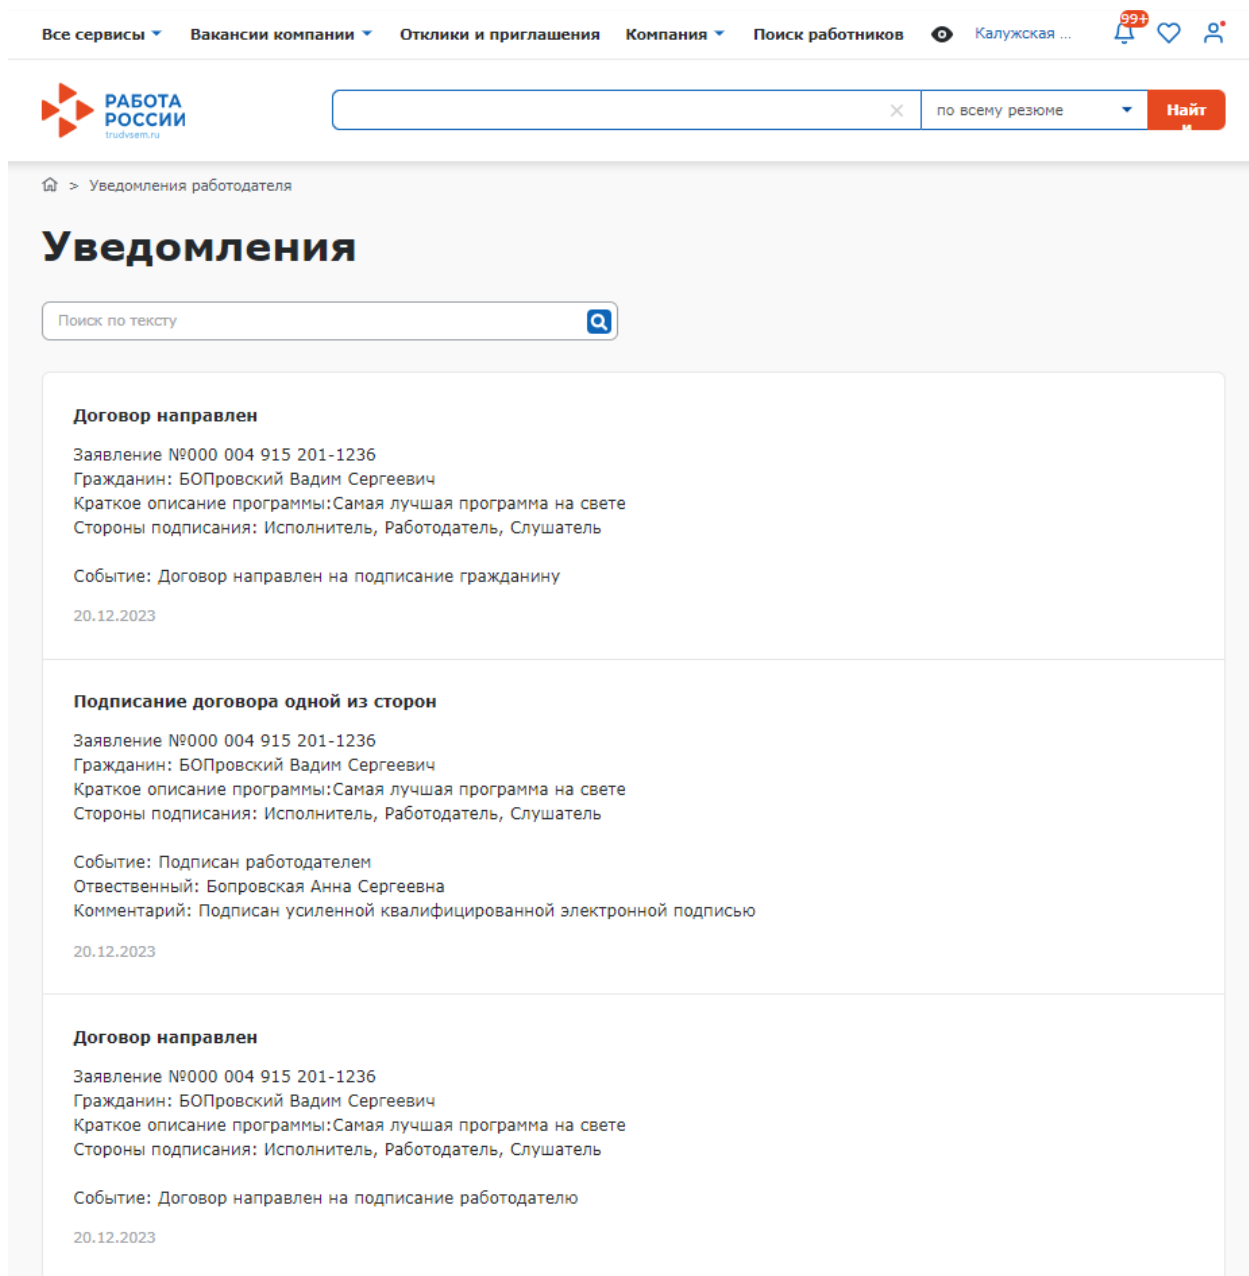 Все сервисы Вакансии компании Отклики и приглашения Компания Поиск работников Калужская ... 99+
РАБОТА
РОССИИ
trudvsem.ru
по всему резюме
Найт
и
> Уведомления работодателя
Уведомления
Поиск по тексту
Договор направлен
Заявление №000 004 915 201-1236
Гражданин: БОПровский Вадим Сергеевич
Краткое описание программы:Самая лучшая программа на свете
Стороны подписания: Исполнитель, Работодатель, Слушатель
Событие: Договор направлен на подписание гражданину
20.12.2023
Подписание договора одной из сторон
Заявление №000 004 915 201-1236
Гражданин: БОПровский Вадим Сергеевич
Краткое описание программы:Самая лучшая программа на свете
Стороны подписания: Исполнитель, Работодатель, Слушатель
Событие: Подписан работодателем
Отвественный: Бопровская Анна Сергеевна
Комментарий: Подписан усиленной квалифицированной электронной подписью
20.12.2023
Договор направлен
Заявление №000 004 915 201-1236
Гражданин: БОПровский Вадим Сергеевич
Краткое описание программы:Самая лучшая программа на свете
Стороны подписания: Исполнитель, Работодатель, Слушатель
Событие: Договор направлен на подписание работодателю
20.12.2023